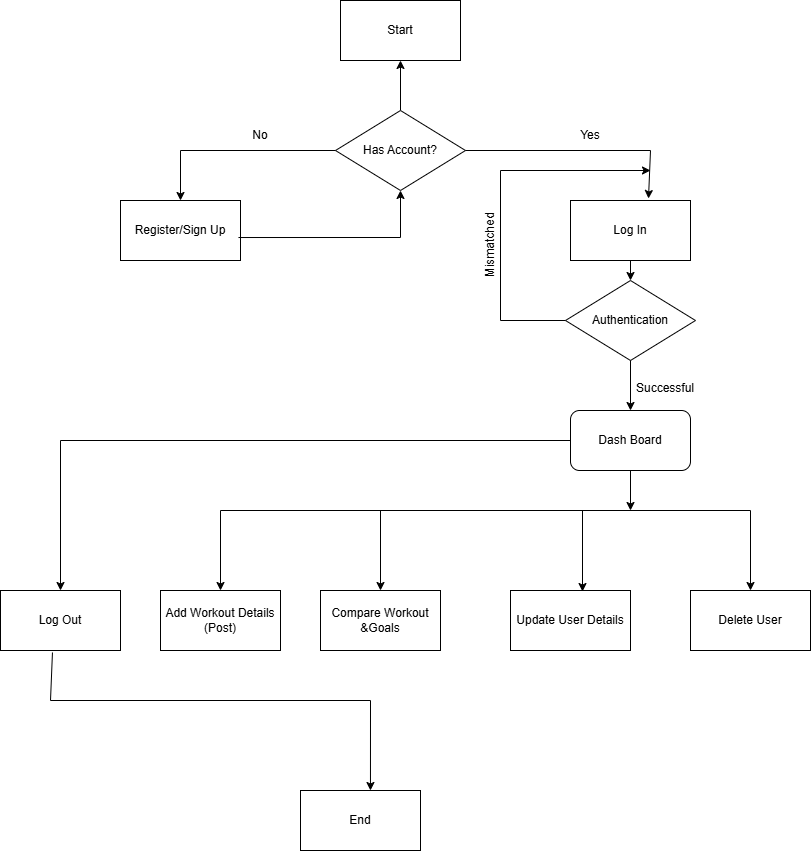 Start
No
Has Account?
Yes
Register/Sign Up
Log In
Mismatched
Authentication
Successful
Dash Board
Log Out
Add Workout Details
(Post)
Compare Workout
&Goals
Update User Details
Delete User
End